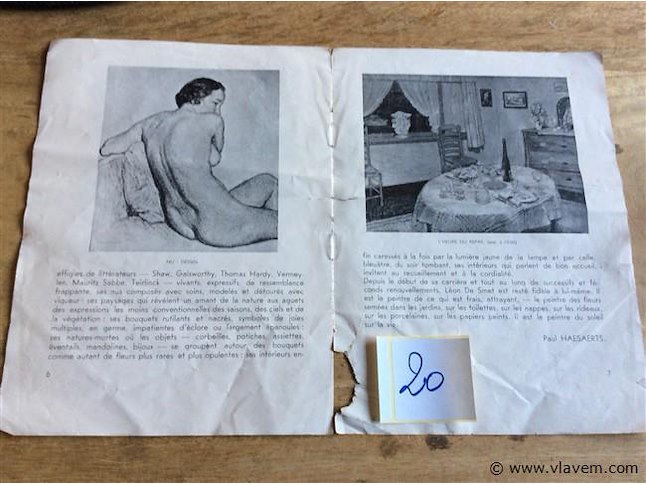 NU - DESSIN
effigies de littérateurs — Shaw, Galsworthy, Thomas Hardy, Vermey
len, Maurits Sabbe, Teirlinck — vivants, expressifs, de ressemblance
frappante, ses nus composés avec soins, modelés et détourés avec
vigueur ; ses paysages qui révèlent un amant de la nature aux aguets
des expressions les moins conventionnelles des saisons, des ciels et de
la végétation ; ses bouquets rutilants et nacrés, symboles de joies
multiples, en germe, impatientes d'éclore ou largement épanouies ;
ses natures-mortes où les objets — corbeilles, potiches, assiettes,
éventails, mandolines, bijoux — se groupent autour des bouquets
comme autant de fleurs plus rares et plus opulentes ; ses intérieurs en-
6
L'HEURE DU REPAS
fin caressés à la fois par la lumière jaune de la lampe et par celle,
bleuâtre, du soir tombant, ses intérieurs qui parlent de bon accueil,
invitent au recueillement et à la cordialité.
Depuis le début de sa carrière et tout au long de successifs et fé-
conds renouvellements, Léon De Smet est resté fidèle à lui-même. Il
est le peintre de ce qui est frais, attrayant, — le peintre des fleurs
semées dans les jardins, sur les toilettes, sur les nappes, sur les rideaux,
sur les porcelaines, sur les papiers peints. Il est le peintre du soleil
sur la vie.
Paul HAESAERTS.
7
20
© www.vlavem.com